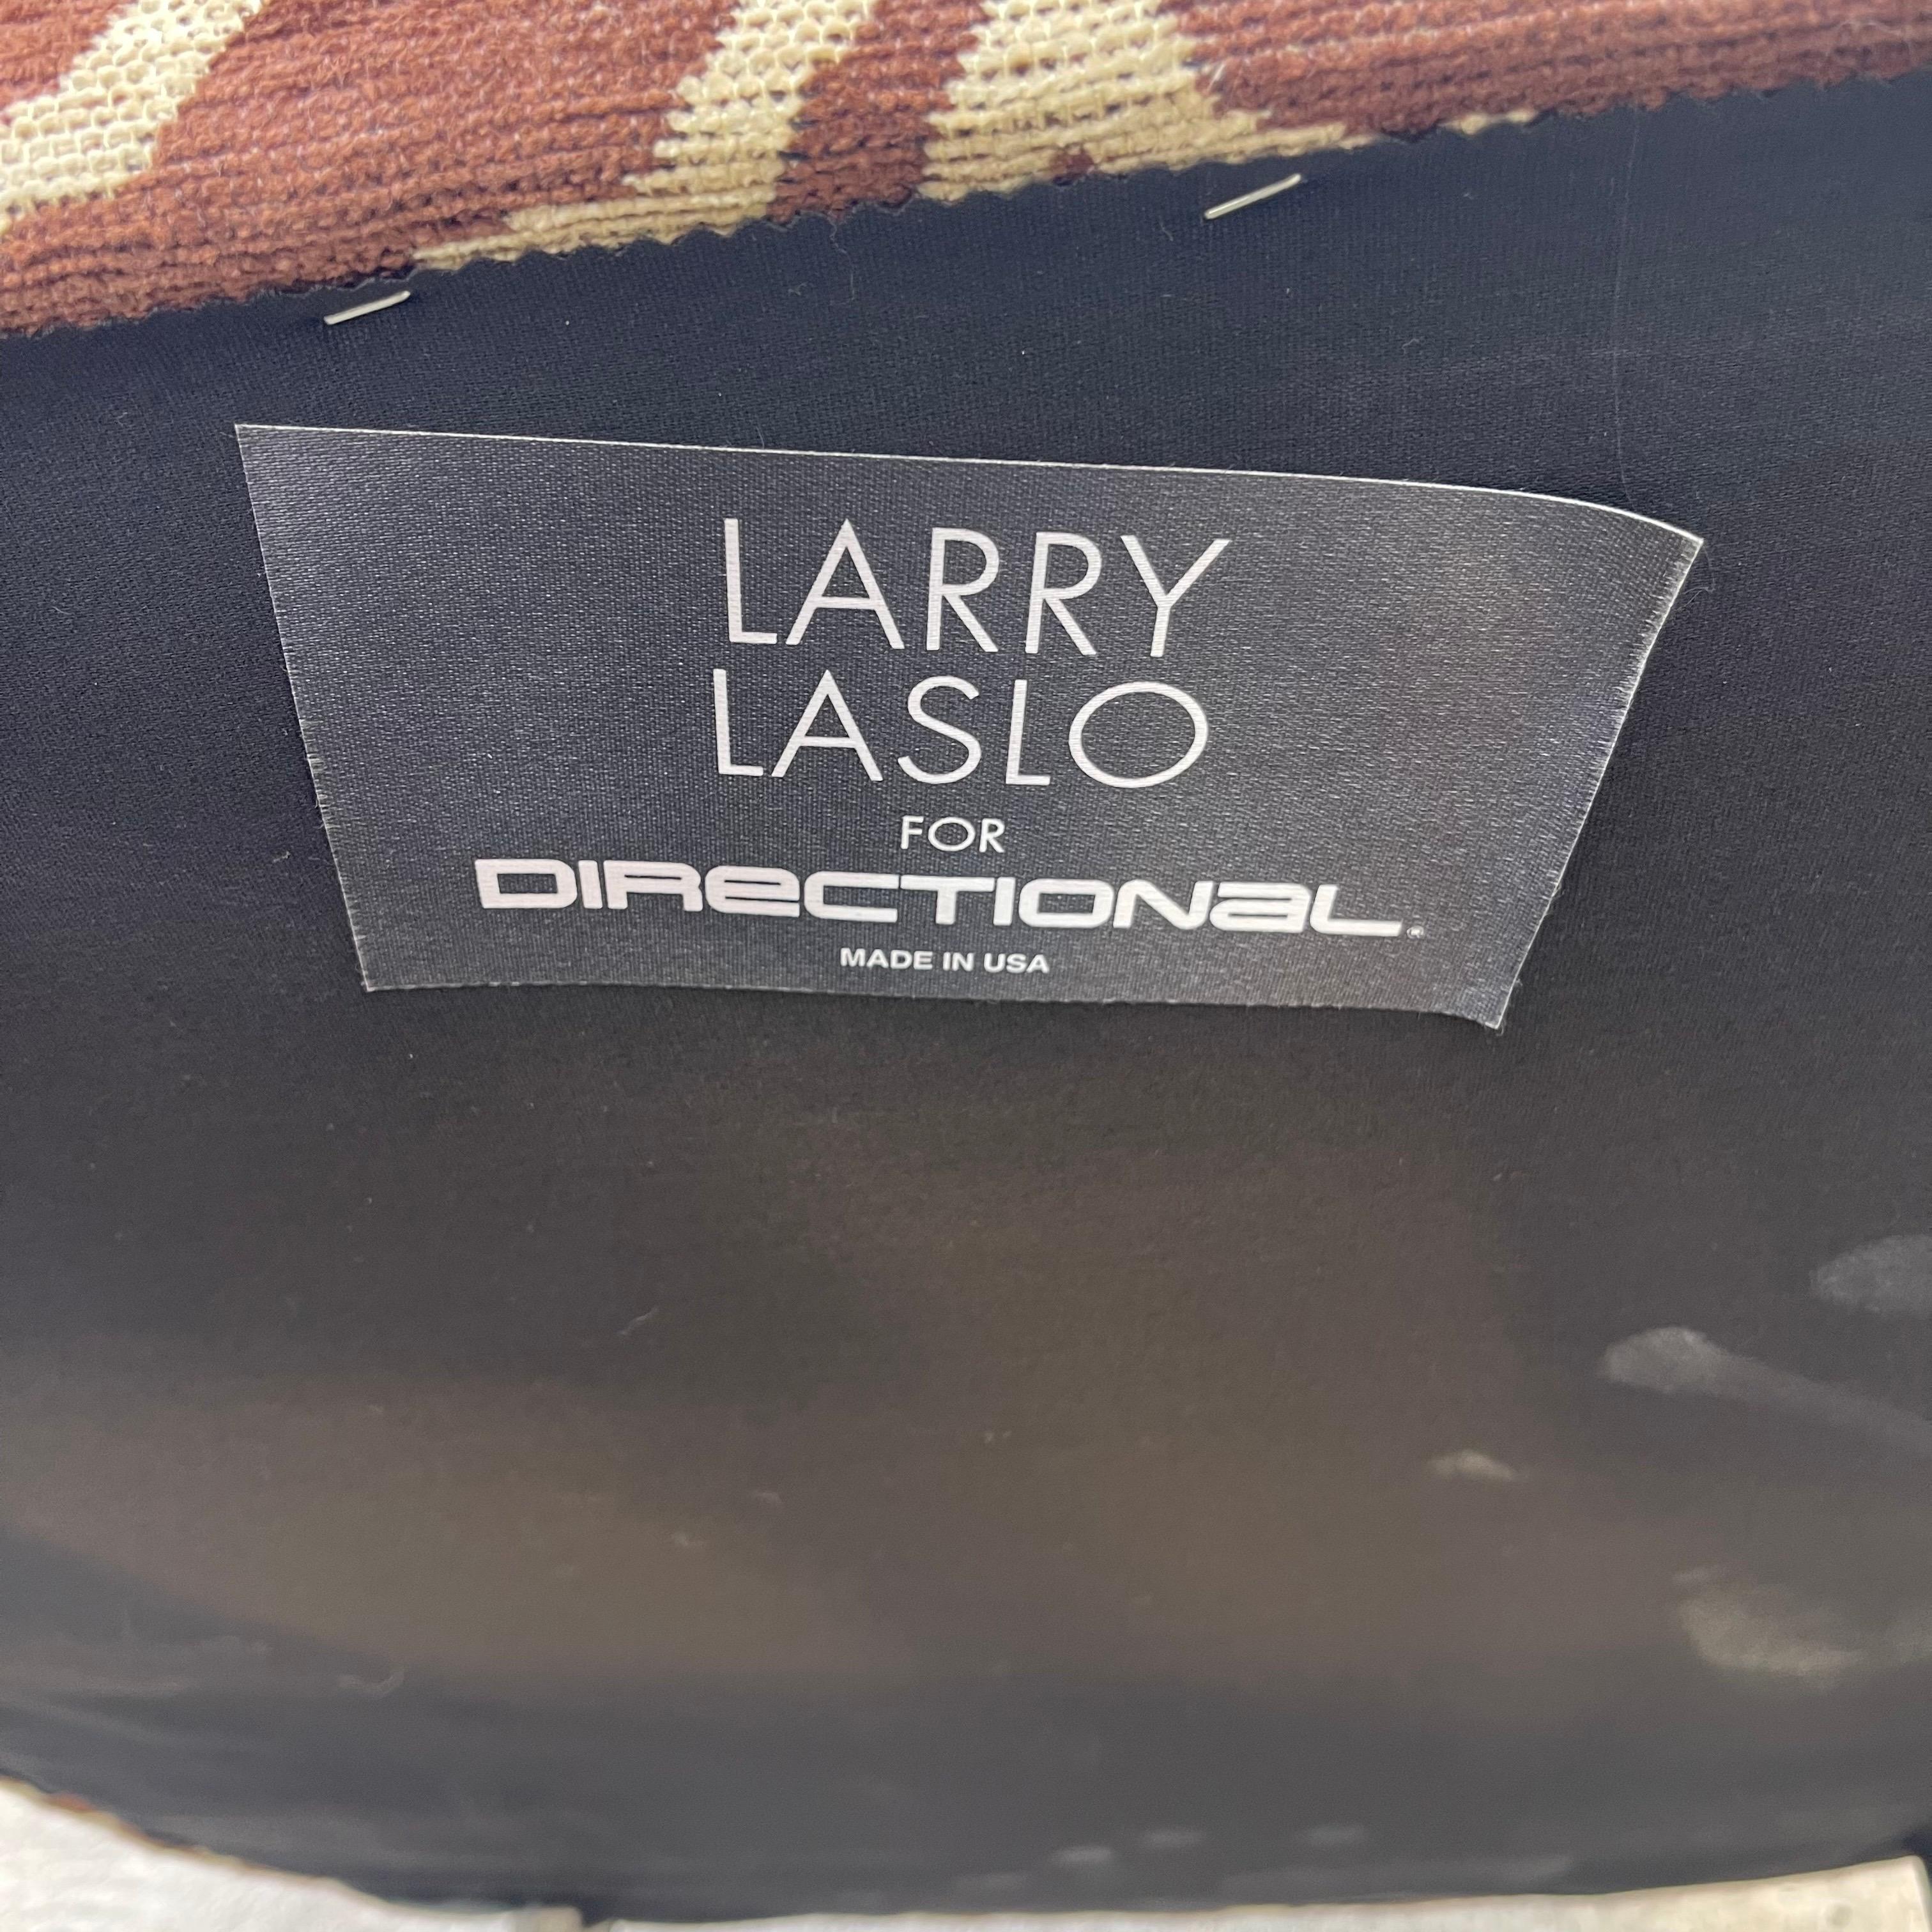 LARRY
LASLO
FOR
DIRECTIONAL.
MADE IN USA